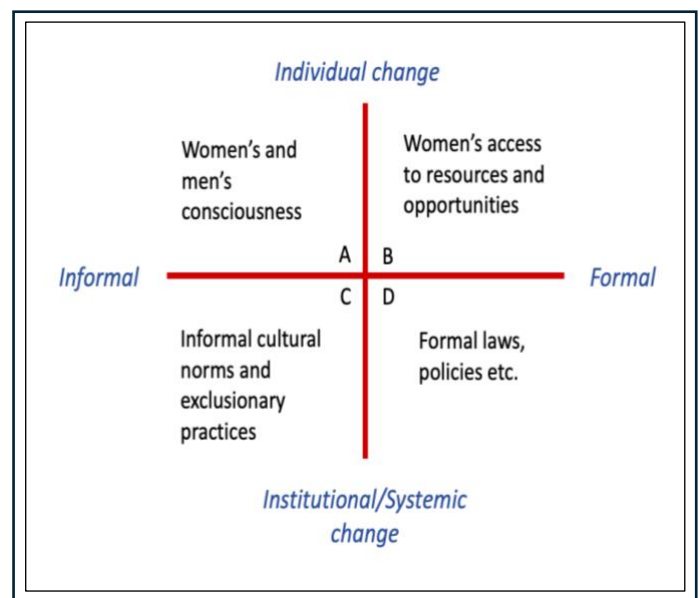 Individual change
Women's and
men's
consciousness
Women's access
to resources and
opportunities
A
B
Informal
Formal
C
D
Informal cultural
norms and
exclusionary
practices
Formal laws,
policies etc.
Institutional/Systemic
change